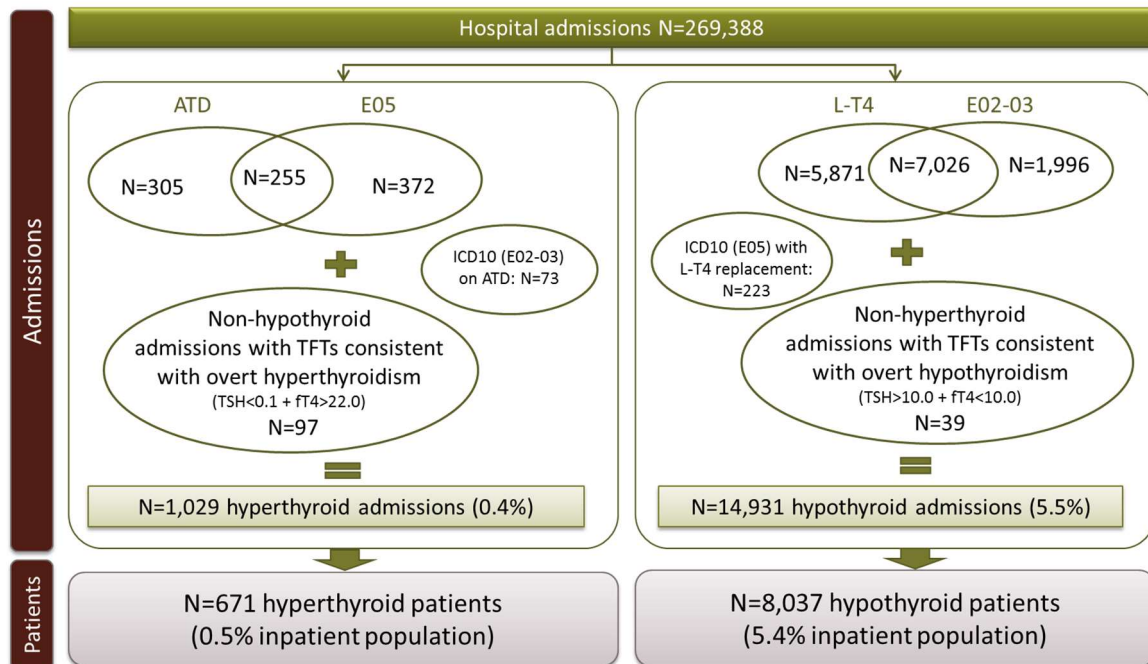 Hospital admissions N=269,388
Admissions
ATD
E05
N=305
N=255
N=372
ICD10 (E02-03)
on ATD: N=73
Non-hypothyroid
admissions with TFTs consistent
with overt hyperthyroidism
(TSH<0.1 + fT4>22.0)
N=97
N=1,029 hyperthyroid admissions (0.4%)
L-T4
E02-03
N=5,871
N=7,026
N=1,996
ICD10 (E05) with
L-T4 replacement:
N=223
Non-hyperthyroid
admissions with TFTs consistent
with overt hypothyroidism
(TSH>10.0 + fT4<10.0)
N=39
N=14,931 hypothyroid admissions (5.5%)
Patients
N=671 hyperthyroid patients
(0.5% inpatient population)
N=8,037 hypothyroid patients
(5.4% inpatient population)